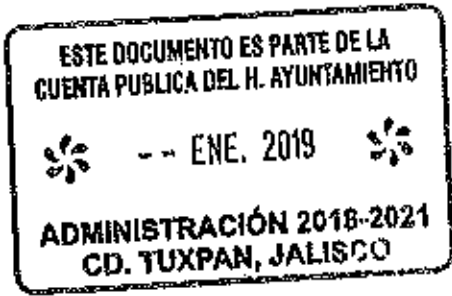 ESTE DOCUMENTO ES PARTE DE LA
CUENTA PUBLICA DEL H. AYUNTAMIENTO
-- ENE. 2019
ADMINISTRACIÓN 2018-2021
CD. TUXPAN, JALISCO